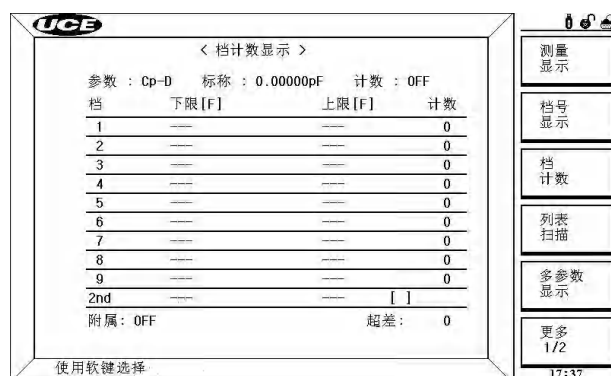 UCE
< 档计数显示 >
参数 : Cp-D 标称 : 0.00000pF 计数 : OFF
档 下限[F] 上限[F] 计数
1 ---- ---- 0
2 ---- ---- 0
3 ---- ---- 0
4 ---- ---- 0
5 ---- ---- 0
6 ---- ---- 0
7 ---- ---- 0
8 ---- ---- 0
9 ---- ---- 0
2nd ---- ---- [ ]
附属: OFF 超差: 0
使用软键选择
测量
显示
档号
显示
档
计数
列表
扫描
多参数
显示
更多
1/2
17:37